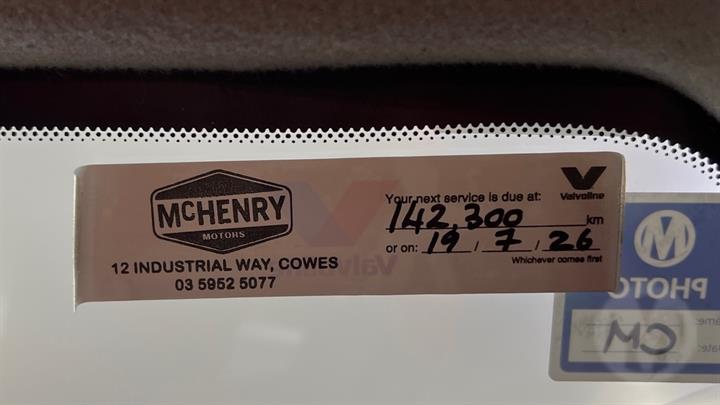 McHENRY
MOTORS
12 INDUSTRIAL WAY, COWES
03 5952 5077
Your next service is due at:
142,300 km
or on: 19 / 7 / 26
Whichever comes first
Valvoline
PHOTO
CM